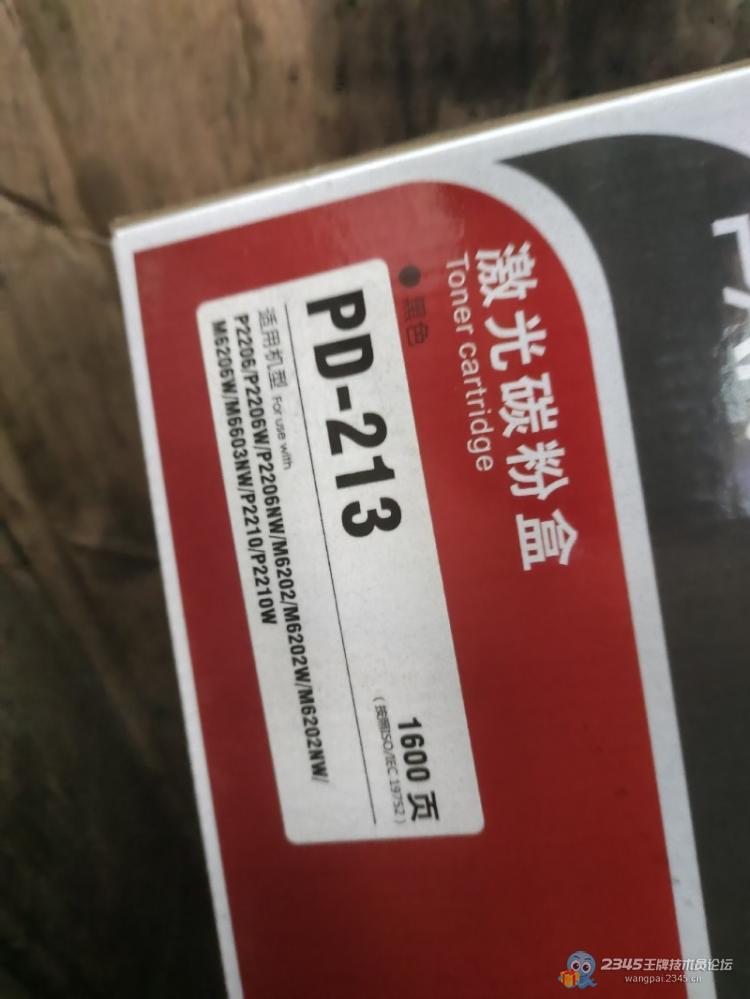 激光碳粉盒
Toner cartridge
●黑色
PD-213
1600 页
(按照ISO/IEC 19752)
适用机型 For use with
P2206/P2206W/P2206NW/M6202/M6202W/M6202NW/
M6206W/M6603NW/P2210/P2210W
2345王牌技术员论坛
wangpai.2345.cn